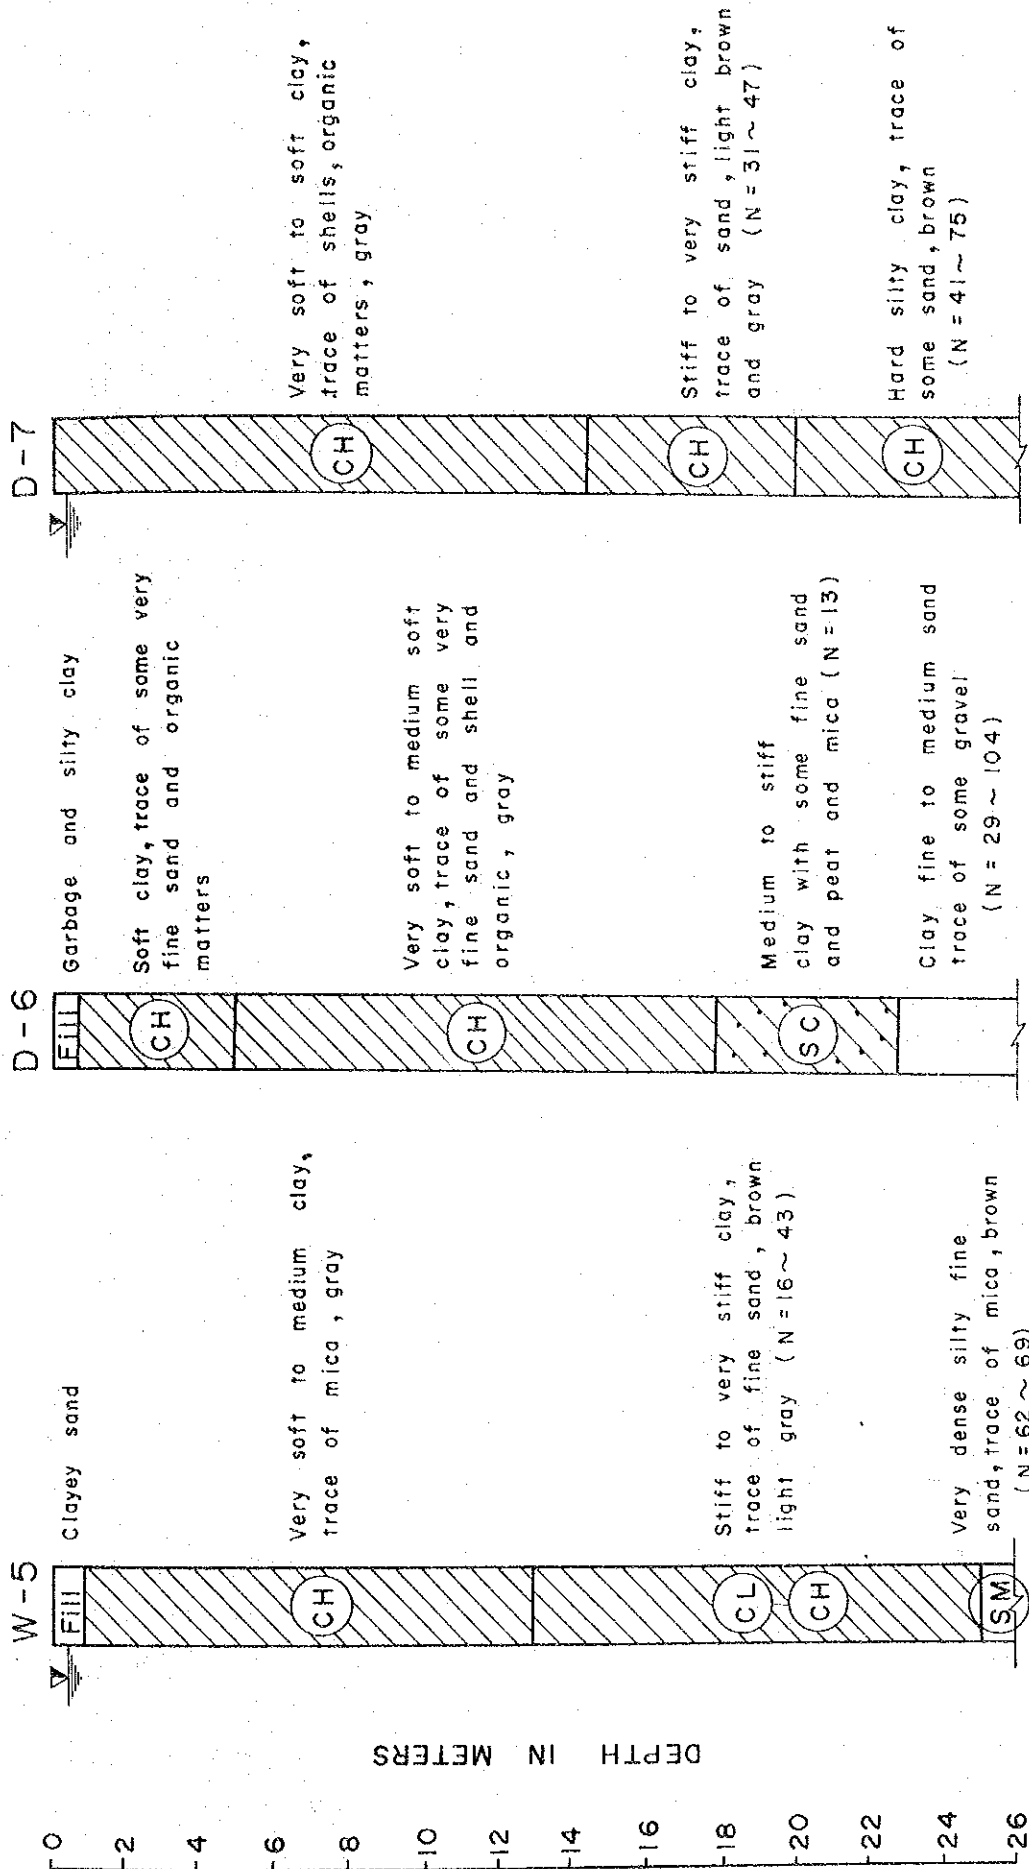 W-5
Fill
Clayey sand
CH
Very soft to medium clay,
trace of mica, gray
CL
CH
Stiff to very stiff clay,
trace of fine sand, brown
light gray (N = 16 ~ 43)
SM
Very dense silty fine
sand, trace of mica, brown
(N = 62 ~ 69)
D-6
Fill
Garbage and silty clay
CH
Soft clay, trace of some very
fine sand and organic
matters
CH
Very soft to medium soft
clay, trace of some very
fine sand and shell and
organic, gray
SC
Medium to stiff
clay with some fine sand
and peat and mica (N = 13)
Clay fine to medium sand
trace of some gravel
(N = 29 ~ 104)
D-7
CH
Very soft to soft clay,
trace of shells, organic
matters, gray
CH
Stiff to very stiff clay,
trace of sand, light brown
and gray (N = 31 ~ 47)
CH
Hard silty clay, trace of
some sand, brown
(N = 41 ~ 75)
DEPTH IN METERS
0
2
4
6
8
10
12
14
16
18
20
22
24
26